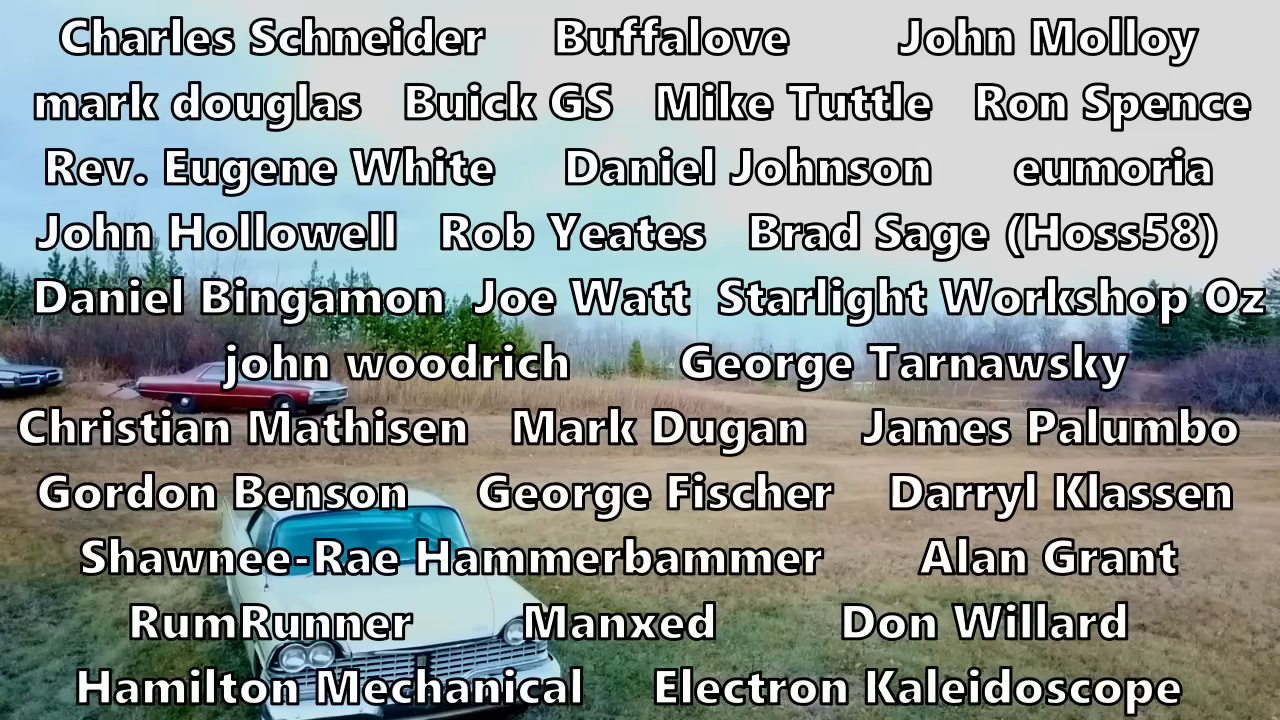 Charles Schneider Buffalove John Molloy
mark douglas Buick GS Mike Tuttle Ron Spence
Rev. Eugene White Daniel Johnson eumoria
John Hollowell Rob Yeates Brad Sage (Hoss58)
Daniel Bingamon Joe Watt Starlight Workshop Oz
john woodrich George Tarnawsky
Christian Mathisen Mark Dugan James Palumbo
Gordon Benson George Fischer Darryl Klassen
Shawnee-Rae Hammerbammer Alan Grant
RumRunner Manxed Don Willard
Hamilton Mechanical Electron Kaleidoscope